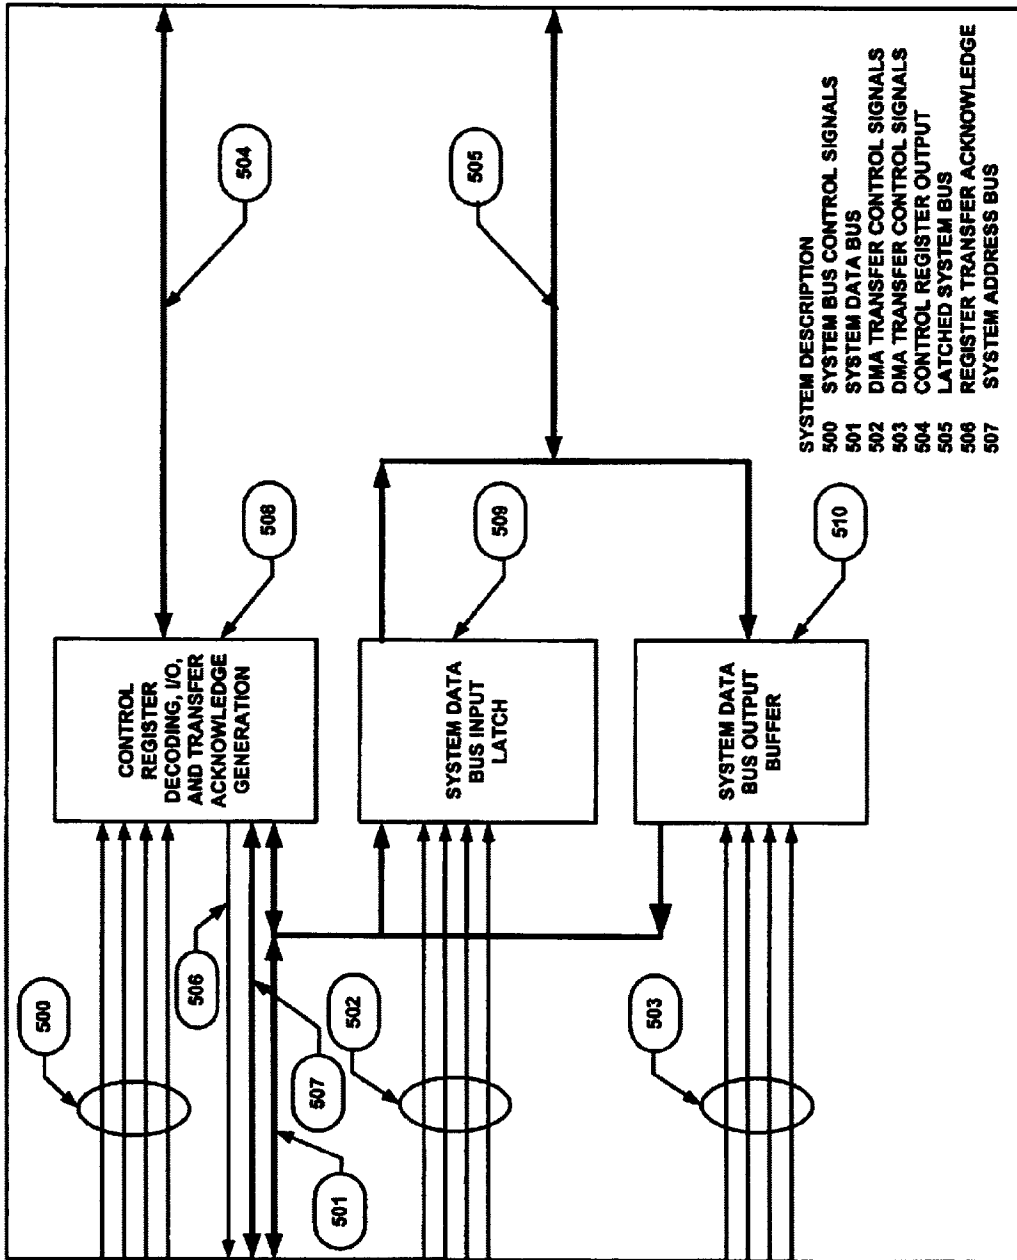 500
506
507
501
502
503
CONTROL
REGISTER
DECODING, I/O,
AND TRANSFER
ACKNOWLEDGE
GENERATION
508
504
SYSTEM DATA
BUS INPUT
LATCH
509
505
SYSTEM DATA
BUS OUTPUT
BUFFER
510
SYSTEM DESCRIPTION
500 SYSTEM BUS CONTROL SIGNALS
501 SYSTEM DATA BUS
502 DMA TRANSFER CONTROL SIGNALS
503 DMA TRANSFER CONTROL SIGNALS
504 CONTROL REGISTER OUTPUT
505 LATCHED SYSTEM BUS
506 REGISTER TRANSFER ACKNOWLEDGE
507 SYSTEM ADDRESS BUS